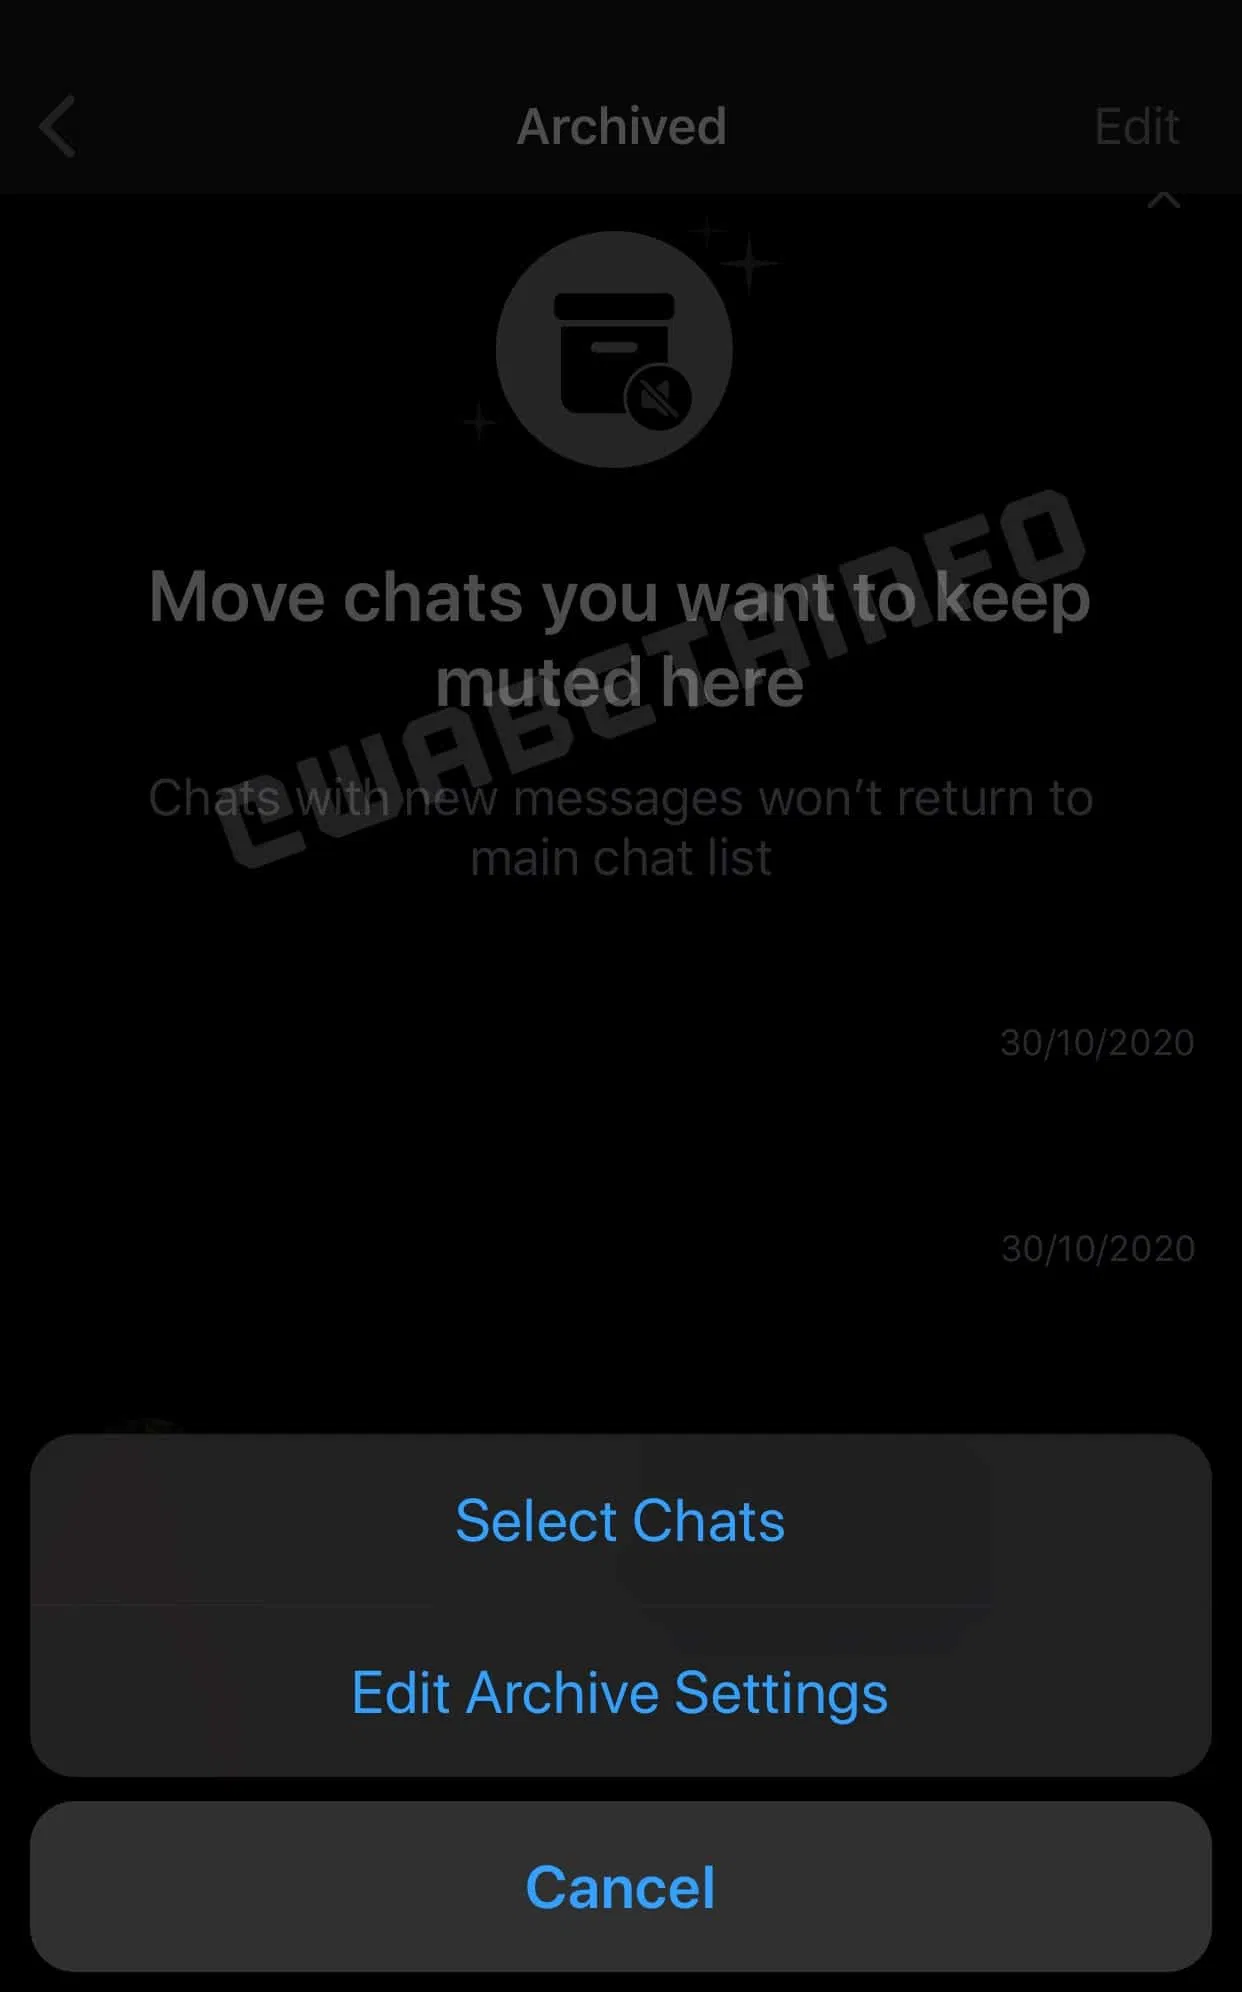 Archived
Edit
Move chats you want to keep
muted here
CWABETAINFO
Chats with new messages won’t return to
main chat list
30/10/2020
30/10/2020
Select Chats
Edit Archive Settings
Cancel